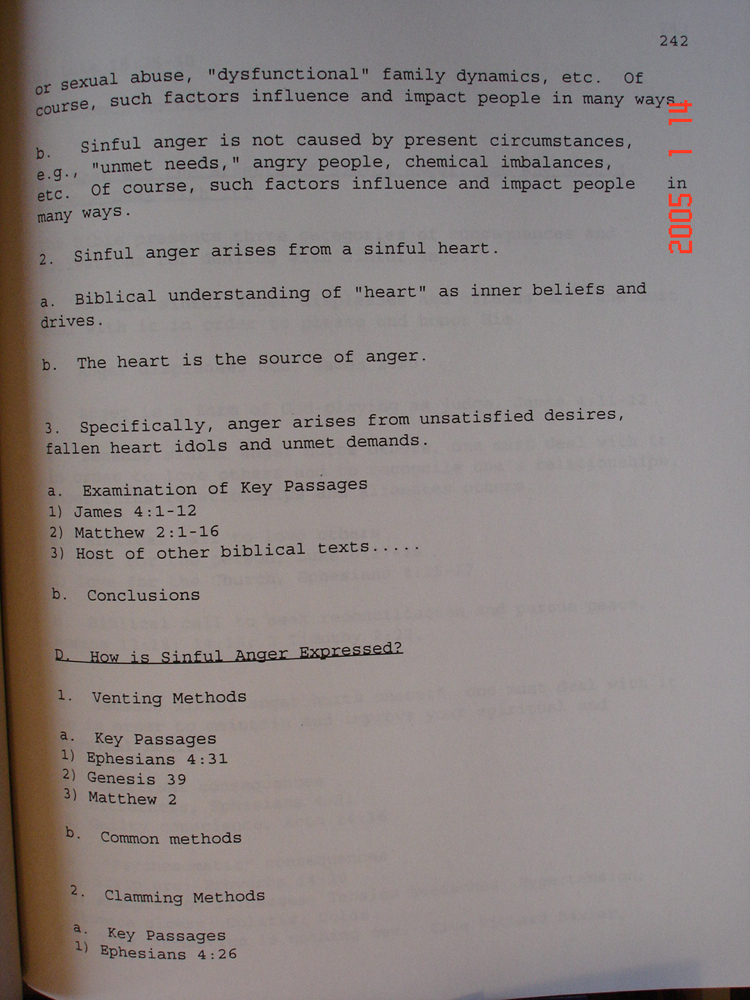 242
or sexual abuse, "dysfunctional" family dynamics, etc. Of
course, such factors influence and impact people in many ways.
b. Sinful anger is not caused by present circumstances,
e.g., "unmet needs," angry people, chemical imbalances,
etc. Of course, such factors influence and impact people in
many ways.
2. Sinful anger arises from a sinful heart.
a. Biblical understanding of "heart" as inner beliefs and
drives.
b. The heart is the source of anger.
3. Specifically, anger arises from unsatisfied desires,
fallen heart idols and unmet demands.
a. Examination of Key Passages
1) James 4:1-12
2) Matthew 2:1-16
3) Host of other biblical texts.....
b. Conclusions
D. How is Sinful Anger Expressed?
1. Venting Methods
a. Key Passages
1) Ephesians 4:31
2) Genesis 39
3) Matthew 2
b. Common methods
2. Clamming Methods
a. Key Passages
1) Ephesians 4:26
2005 1 14